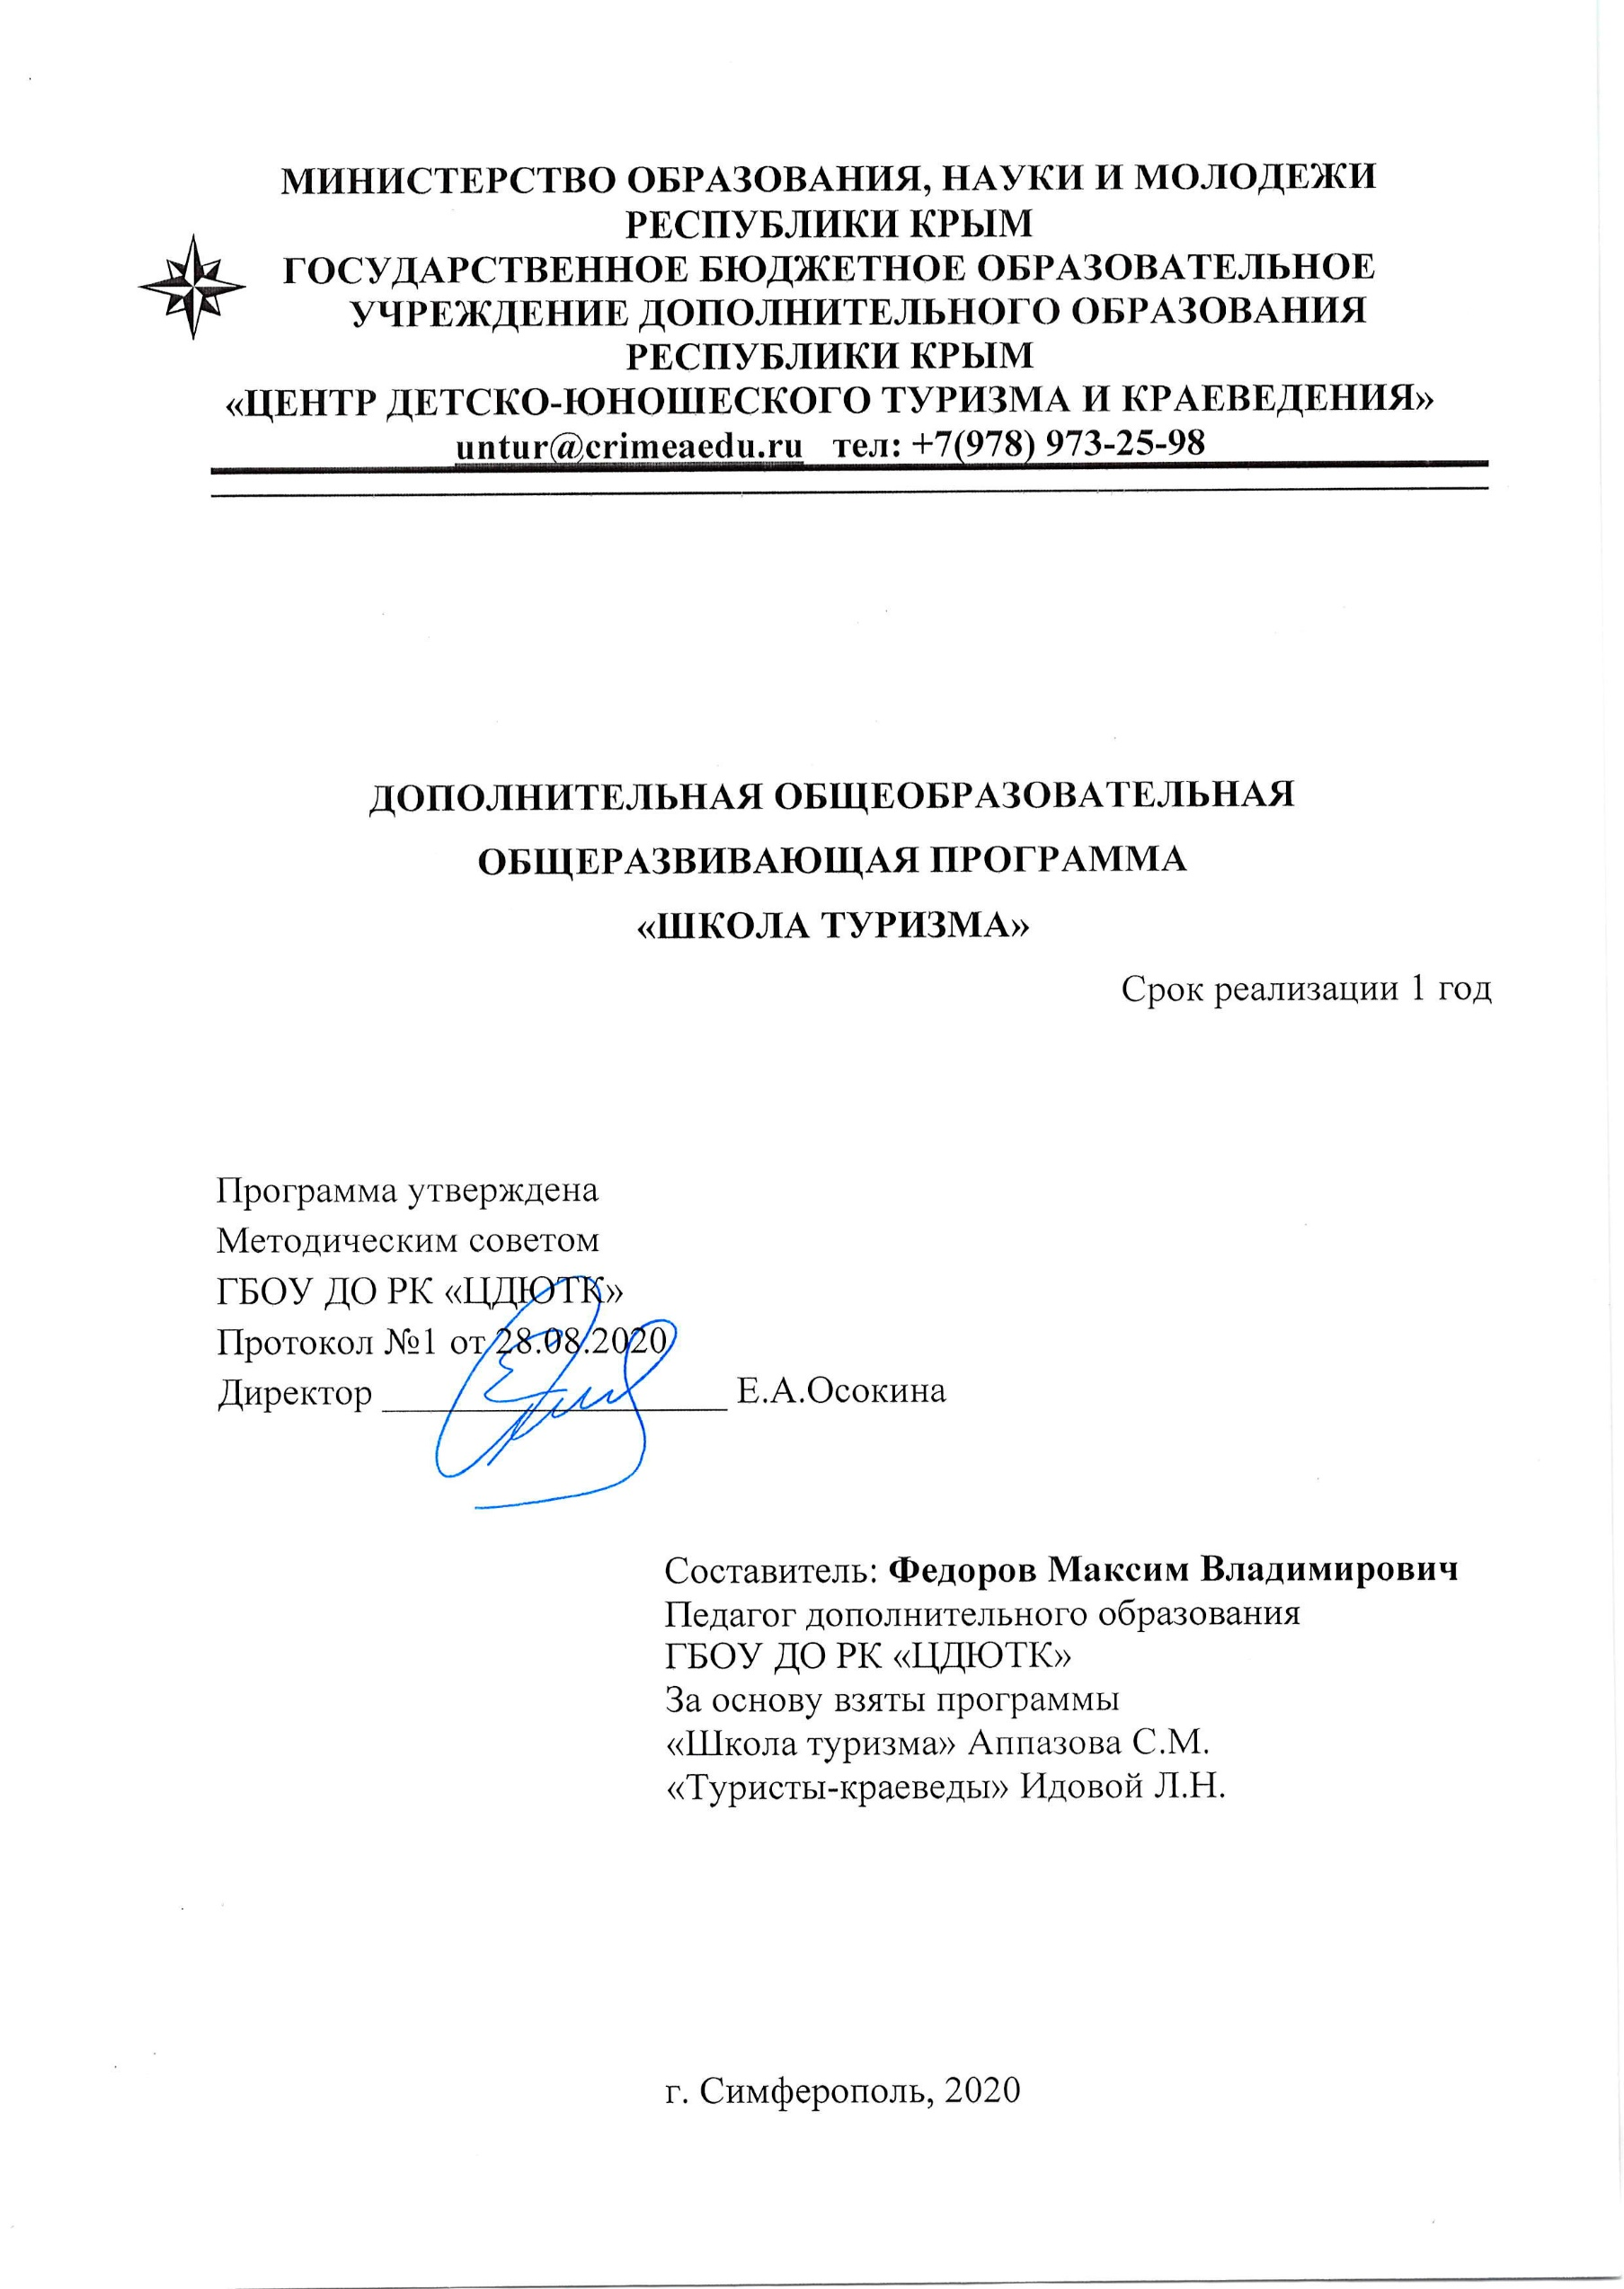 МИНИСТЕРСТВО ОБРАЗОВАНИЯ, НАУКИ И МОЛОДЕЖИ
РЕСПУБЛИКИ КРЫМ
ГОСУДАРСТВЕННОЕ БЮДЖЕТНОЕ ОБРАЗОВАТЕЛЬНОЕ
УЧРЕЖДЕНИЕ ДОПОЛНИТЕЛЬНОГО ОБРАЗОВАНИЯ
РЕСПУБЛИКИ КРЫМ
«ЦЕНТР ДЕТСКО-ЮНОШЕСКОГО ТУРИЗМА И КРАЕВЕДЕНИЯ»
untur@crimeaedu.ru тел: +7(978) 973-25-98
ДОПОЛНИТЕЛЬНАЯ ОБЩЕОБРАЗОВАТЕЛЬНАЯ
ОБЩЕРАЗВИВАЮЩАЯ ПРОГРАММА
«ШКОЛА ТУРИЗМА»
Срок реализации 1 год
Программа утверждена
Методическим советом
ГБОУ ДО РК «ЦДЮТК»
Протокол №1 от 28.08.2020
Директор ________________ Е.А.Осокина
Составитель: Федоров Максим Владимирович
Педагог дополнительного образования
ГБОУ ДО РК «ЦДЮТК»
За основу взяты программы
«Школа туризма» Аппазова С.М.
«Туристы-краеведы» Идовой Л.Н.
г. Симферополь, 2020